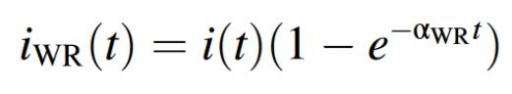 i_WR(t) = i(t)(1 − e^{−α_WR t})